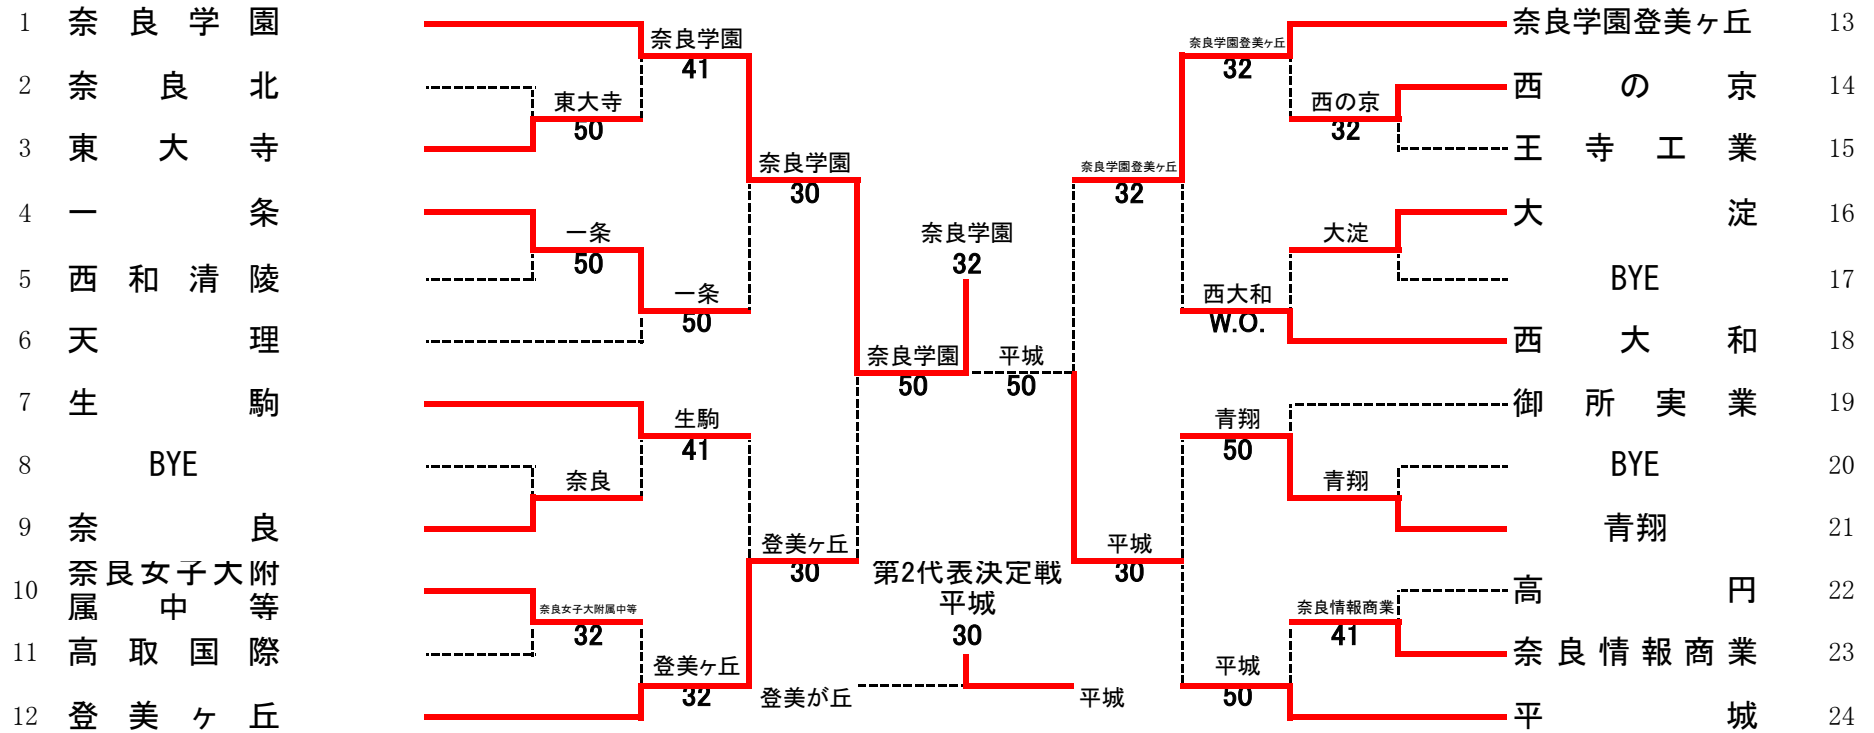 1 奈良学園
2 奈良北
3 東大寺
4 一条
5 西和清陵
6 天理
7 生駒
8 BYE
9 奈良
10 奈良女子大附
属中等
11 高取国際
12 登美ヶ丘
東大寺
50
一条
50
奈良
奈良女子大附属中等
32
奈良学園
41
一条
50
生駒
41
登美ヶ丘
32
奈良学園
30
登美ヶ丘
30
奈良学園
50
奈良学園
32
平城
50
第2代表決定戦
平城
30
登美が丘
平城
奈良学園登美ヶ丘
32
平城
30
奈良学園登美ヶ丘
32
西大和
W.O.
青翔
50
平城
50
西の京
32
大淀
青翔
奈良情報商業
41
奈良学園登美ヶ丘 13
西の京 14
王寺工業 15
大淀 16
BYE 17
西大和 18
御所実業 19
BYE 20
青翔 21
高円 22
奈良情報商業 23
平城 24